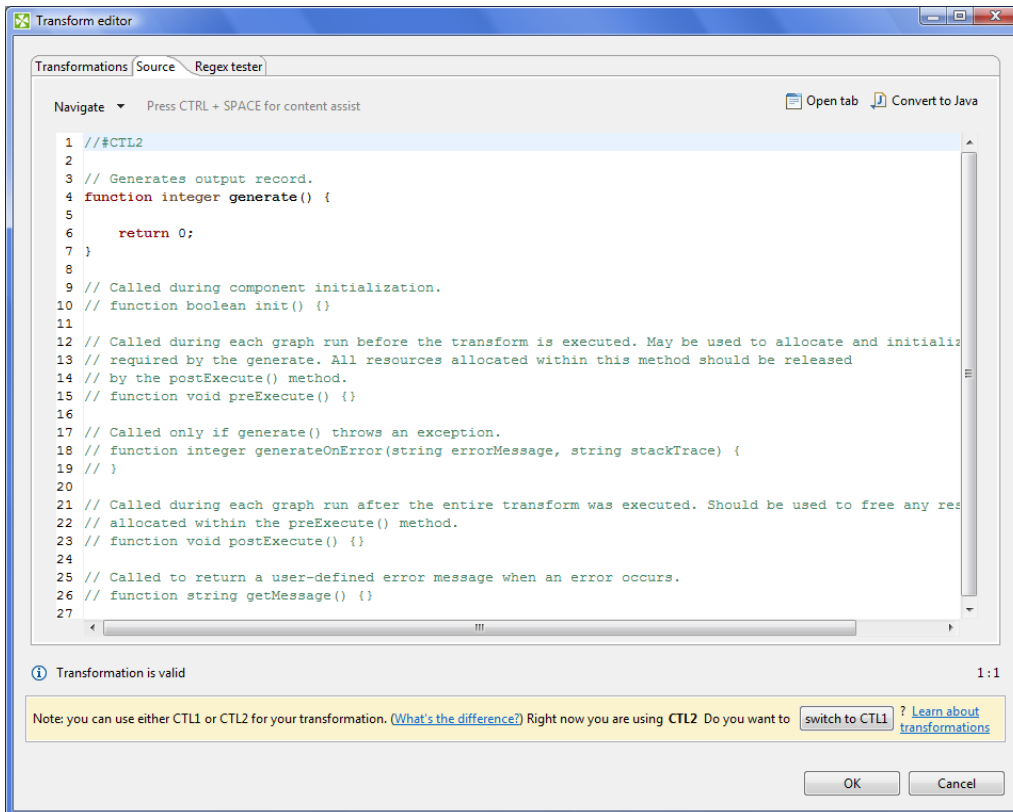 Transform editor
Transformations Source Regex tester
Navigate Press CTRL + SPACE for content assist Open tab Convert to Java
1 //#CTL2
2
3 // Generates output record.
4 function integer generate() {
5
6     return 0;
7 }
8
9 // Called during component initialization.
10 // function boolean init() {}
11
12 // Called during each graph run before the transform is executed. May be used to allocate and initializ
13 // required by the generate. All resources allocated within this method should be released
14 // by the postExecute() method.
15 // function void preExecute() {}
16
17 // Called only if generate() throws an exception.
18 // function integer generateOnError(string errorMessage, string stackTrace) {
19 // }
20
21 // Called during each graph run after the entire transform was executed. Should be used to free any res
22 // allocated within the preExecute() method.
23 // function void postExecute() {}
24
25 // Called to return a user-defined error message when an error occurs.
26 // function string getMessage() {}
27
Transformation is valid 1:1
Note: you can use either CTL1 or CTL2 for your transformation. (What's the difference?) Right now you are using CTL2 Do you want to switch to CTL1 ? Learn about
transformations
OK Cancel